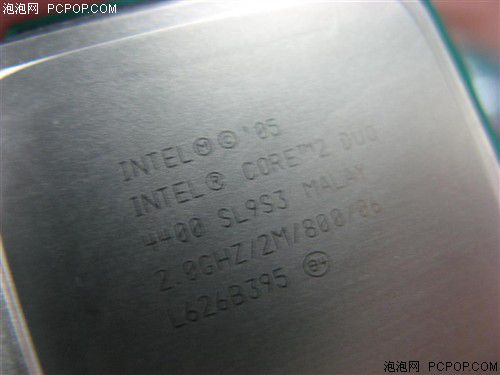 泡泡网 PCPOP.COM
INTEL Ⓜ © '05
INTEL ® CORE™2 DUO
4400 SL9S3 MALAY
2.0GHZ/2M/800/06
L626B395 e4
泡泡网 PCPOP.COM